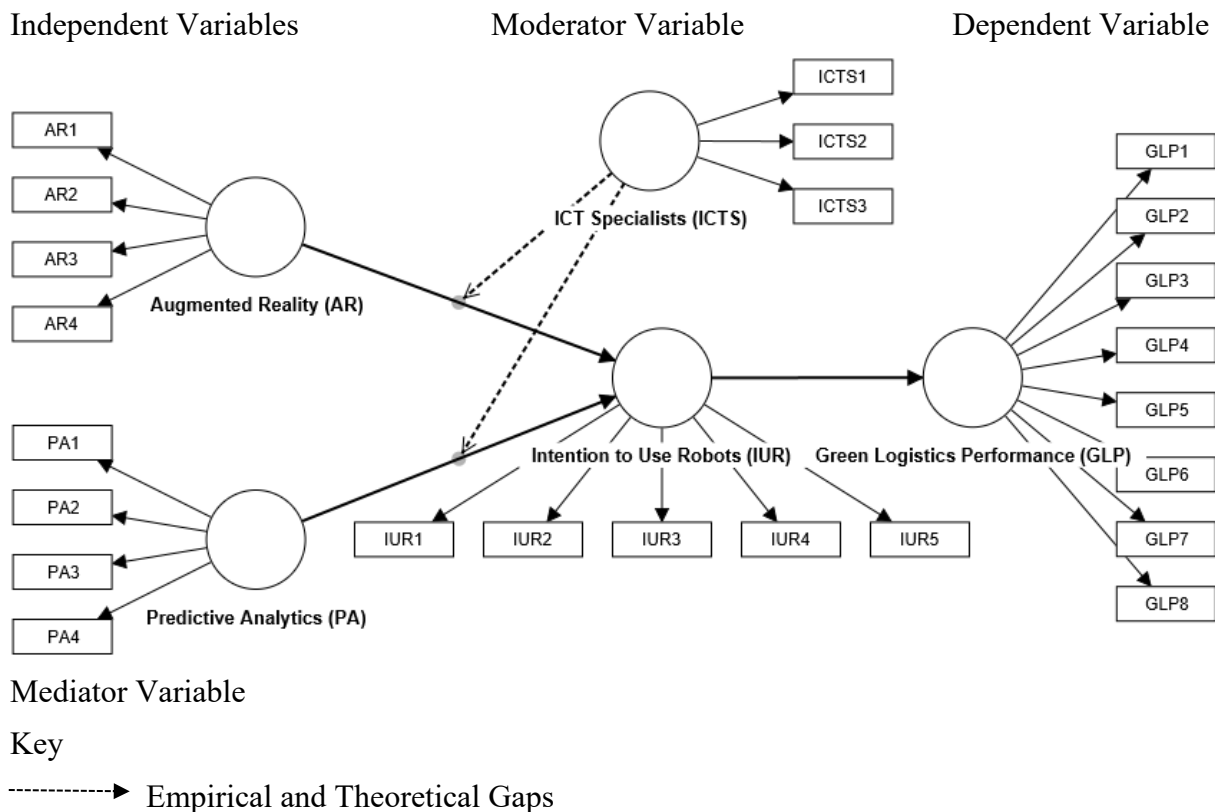 Independent Variables
Moderator Variable
Dependent Variable
AR1
AR2
AR3
AR4
Augmented Reality (AR)
ICTS1
ICTS2
ICTS3
ICT Specialists (ICTS)
PA1
PA2
PA3
PA4
Predictive Analytics (PA)
Intention to Use Robots (IUR)
IUR1
IUR2
IUR3
IUR4
IUR5
Green Logistics Performance (GLP)
GLP1
GLP2
GLP3
GLP4
GLP5
GLP6
GLP7
GLP8
Mediator Variable
Key
Empirical and Theoretical Gaps